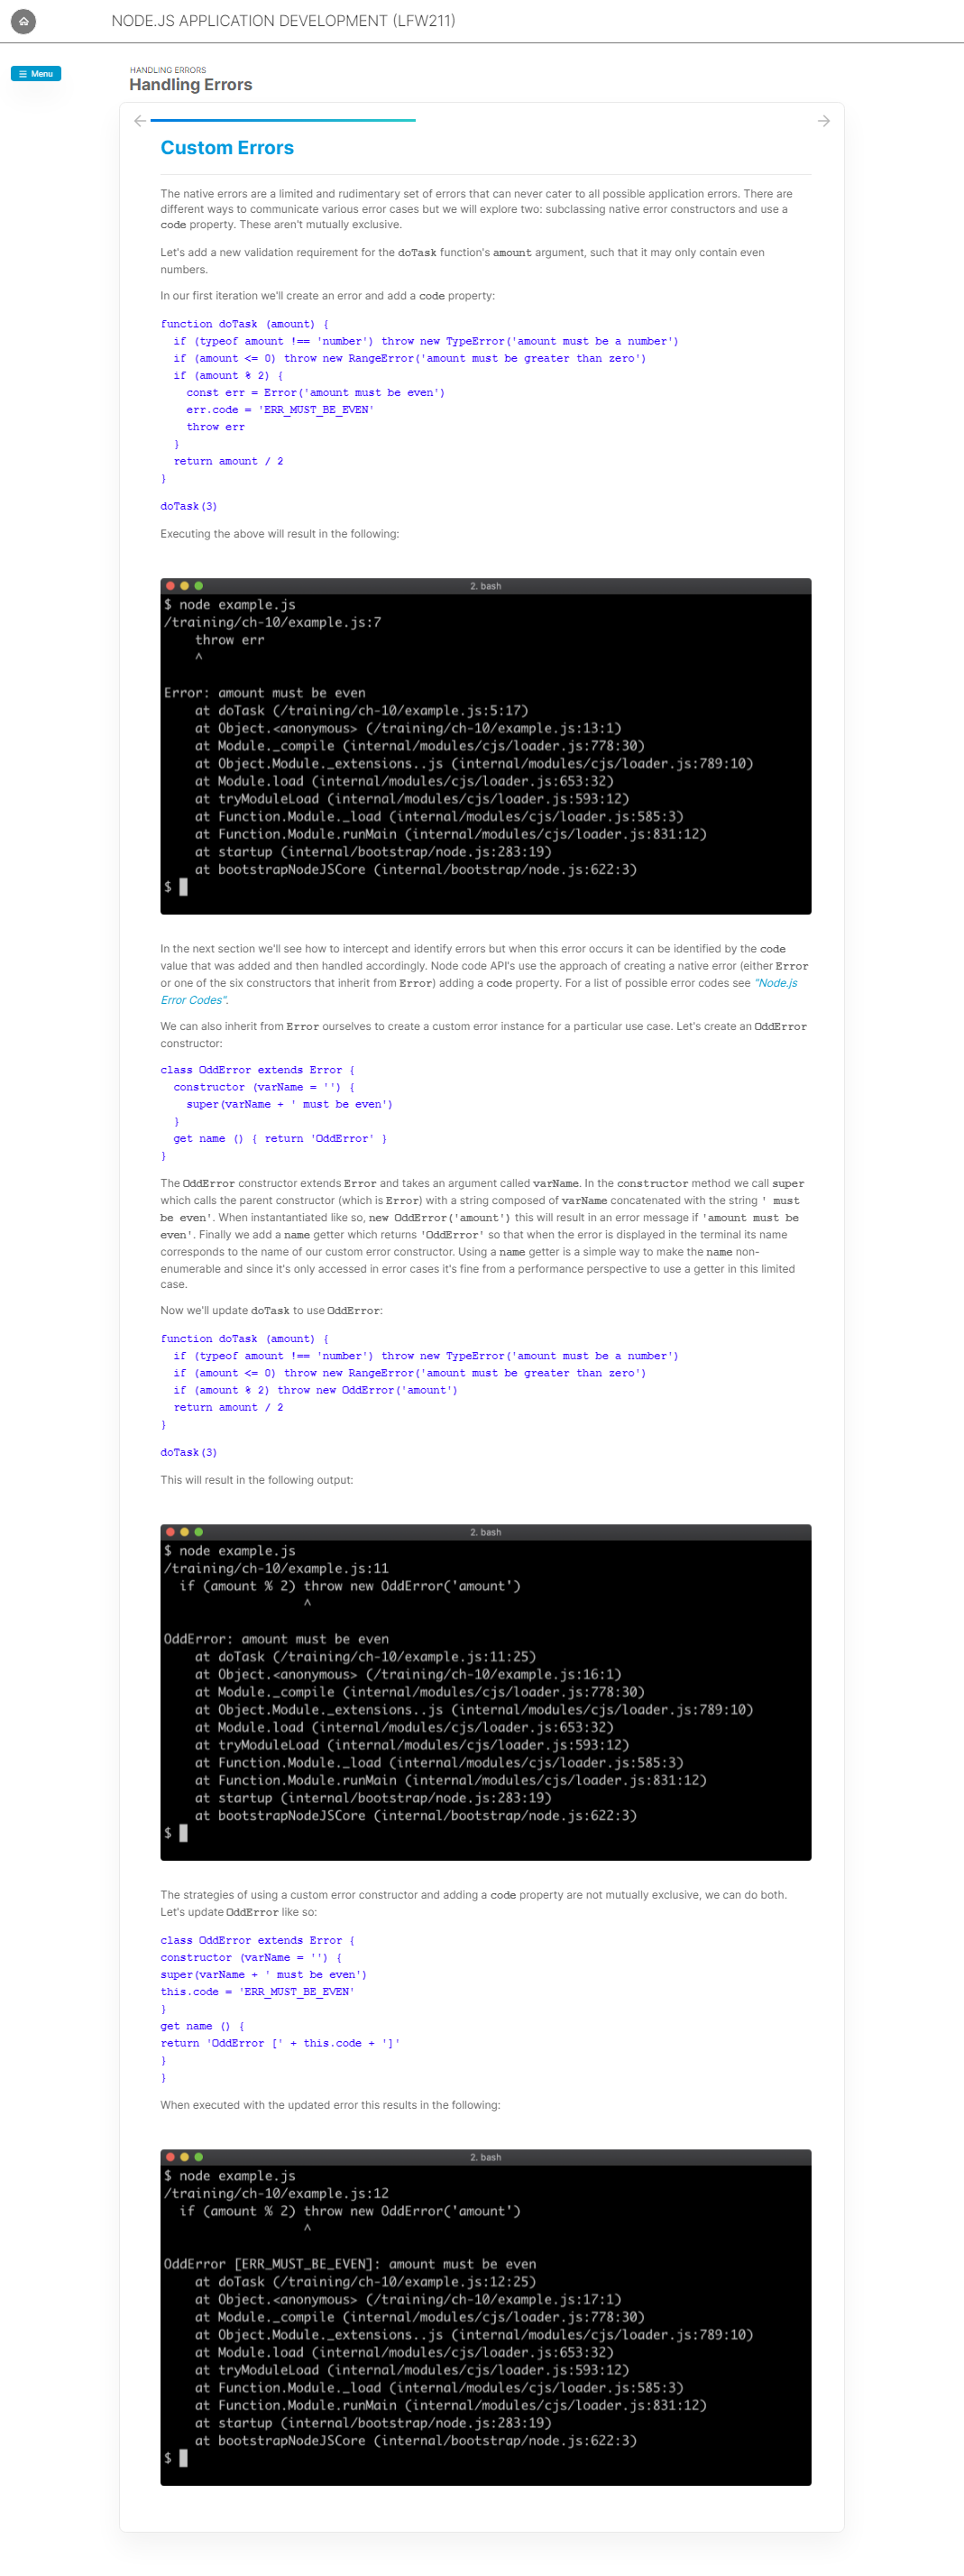 NODE.JS APPLICATION DEVELOPMENT (LFW211)
Menu
HANDLING ERRORS
Handling Errors
Custom Errors
The native errors are a limited and rudimentary set of errors that can never cater to all possible application errors. There are
different ways to communicate various error cases but we will explore two: subclassing native error constructors and use a
code property. These aren't mutually exclusive.
Let's add a new validation requirement for the doTask function's amount argument, such that it may only contain even
numbers.
In our first iteration we'll create an error and add a code property:
function doTask (amount) {
  if (typeof amount !== 'number') throw new TypeError('amount must be a number')
  if (amount <= 0) throw new RangeError('amount must be greater than zero')
  if (amount % 2) {
    const err = Error('amount must be even')
    err.code = 'ERR_MUST_BE_EVEN'
    throw err
  }
  return amount / 2
}
doTask(3)
Executing the above will result in the following:
2. bash
$ node example.js
/training/ch-10/example.js:7
    throw err
    ^
Error: amount must be even
    at doTask (/training/ch-10/example.js:5:17)
    at Object.<anonymous> (/training/ch-10/example.js:13:1)
    at Module._compile (internal/modules/cjs/loader.js:778:30)
    at Object.Module._extensions..js (internal/modules/cjs/loader.js:789:10)
    at Module.load (internal/modules/cjs/loader.js:653:32)
    at tryModuleLoad (internal/modules/cjs/loader.js:593:12)
    at Function.Module._load (internal/modules/cjs/loader.js:585:3)
    at Function.Module.runMain (internal/modules/cjs/loader.js:831:12)
    at startup (internal/bootstrap/node.js:283:19)
    at bootstrapNodeJSCore (internal/bootstrap/node.js:622:3)
$
In the next section we'll see how to intercept and identify errors but when this error occurs it can be identified by the code
value that was added and then handled accordingly. Node code API's use the approach of creating a native error (either Error
or one of the six constructors that inherit from Error) adding a code property. For a list of possible error codes see "Node.js
Error Codes".
We can also inherit from Error ourselves to create a custom error instance for a particular use case. Let's create an OddError
constructor:
class OddError extends Error {
  constructor (varName = '') {
    super(varName + ' must be even')
  }
  get name () { return 'OddError' }
}
The OddError constructor extends Error and takes an argument called varName. In the constructor method we call super
which calls the parent constructor (which is Error) with a string composed of varName concatenated with the string ' must
be even'. When instantantiated like so, new OddError('amount') this will result in an error message if 'amount must be
even'. Finally we add a name getter which returns 'OddError' so that when the error is displayed in the terminal its name
corresponds to the name of our custom error constructor. Using a name getter is a simple way to make the name non-
enumerable and since it's only accessed in error cases it's fine from a performance perspective to use a getter in this limited
case.
Now we'll update doTask to use OddError:
function doTask (amount) {
  if (typeof amount !== 'number') throw new TypeError('amount must be a number')
  if (amount <= 0) throw new RangeError('amount must be greater than zero')
  if (amount % 2) throw new OddError('amount')
  return amount / 2
}
doTask(3)
This will result in the following output:
2. bash
$ node example.js
/training/ch-10/example.js:11
  if (amount % 2) throw new OddError('amount')
                  ^
OddError: amount must be even
    at doTask (/training/ch-10/example.js:11:25)
    at Object.<anonymous> (/training/ch-10/example.js:16:1)
    at Module._compile (internal/modules/cjs/loader.js:778:30)
    at Object.Module._extensions..js (internal/modules/cjs/loader.js:789:10)
    at Module.load (internal/modules/cjs/loader.js:653:32)
    at tryModuleLoad (internal/modules/cjs/loader.js:593:12)
    at Function.Module._load (internal/modules/cjs/loader.js:585:3)
    at Function.Module.runMain (internal/modules/cjs/loader.js:831:12)
    at startup (internal/bootstrap/node.js:283:19)
    at bootstrapNodeJSCore (internal/bootstrap/node.js:622:3)
$
The strategies of using a custom error constructor and adding a code property are not mutually exclusive, we can do both.
Let's update OddError like so:
class OddError extends Error {
constructor (varName = '') {
super(varName + ' must be even')
this.code = 'ERR_MUST_BE_EVEN'
}
get name () {
return 'OddError [' + this.code + ']'
}
}
When executed with the updated error this results in the following:
2. bash
$ node example.js
/training/ch-10/example.js:12
  if (amount % 2) throw new OddError('amount')
                  ^
OddError [ERR_MUST_BE_EVEN]: amount must be even
    at doTask (/training/ch-10/example.js:12:25)
    at Object.<anonymous> (/training/ch-10/example.js:17:1)
    at Module._compile (internal/modules/cjs/loader.js:778:30)
    at Object.Module._extensions..js (internal/modules/cjs/loader.js:789:10)
    at Module.load (internal/modules/cjs/loader.js:653:32)
    at tryModuleLoad (internal/modules/cjs/loader.js:593:12)
    at Function.Module._load (internal/modules/cjs/loader.js:585:3)
    at Function.Module.runMain (internal/modules/cjs/loader.js:831:12)
    at startup (internal/bootstrap/node.js:283:19)
    at bootstrapNodeJSCore (internal/bootstrap/node.js:622:3)
$